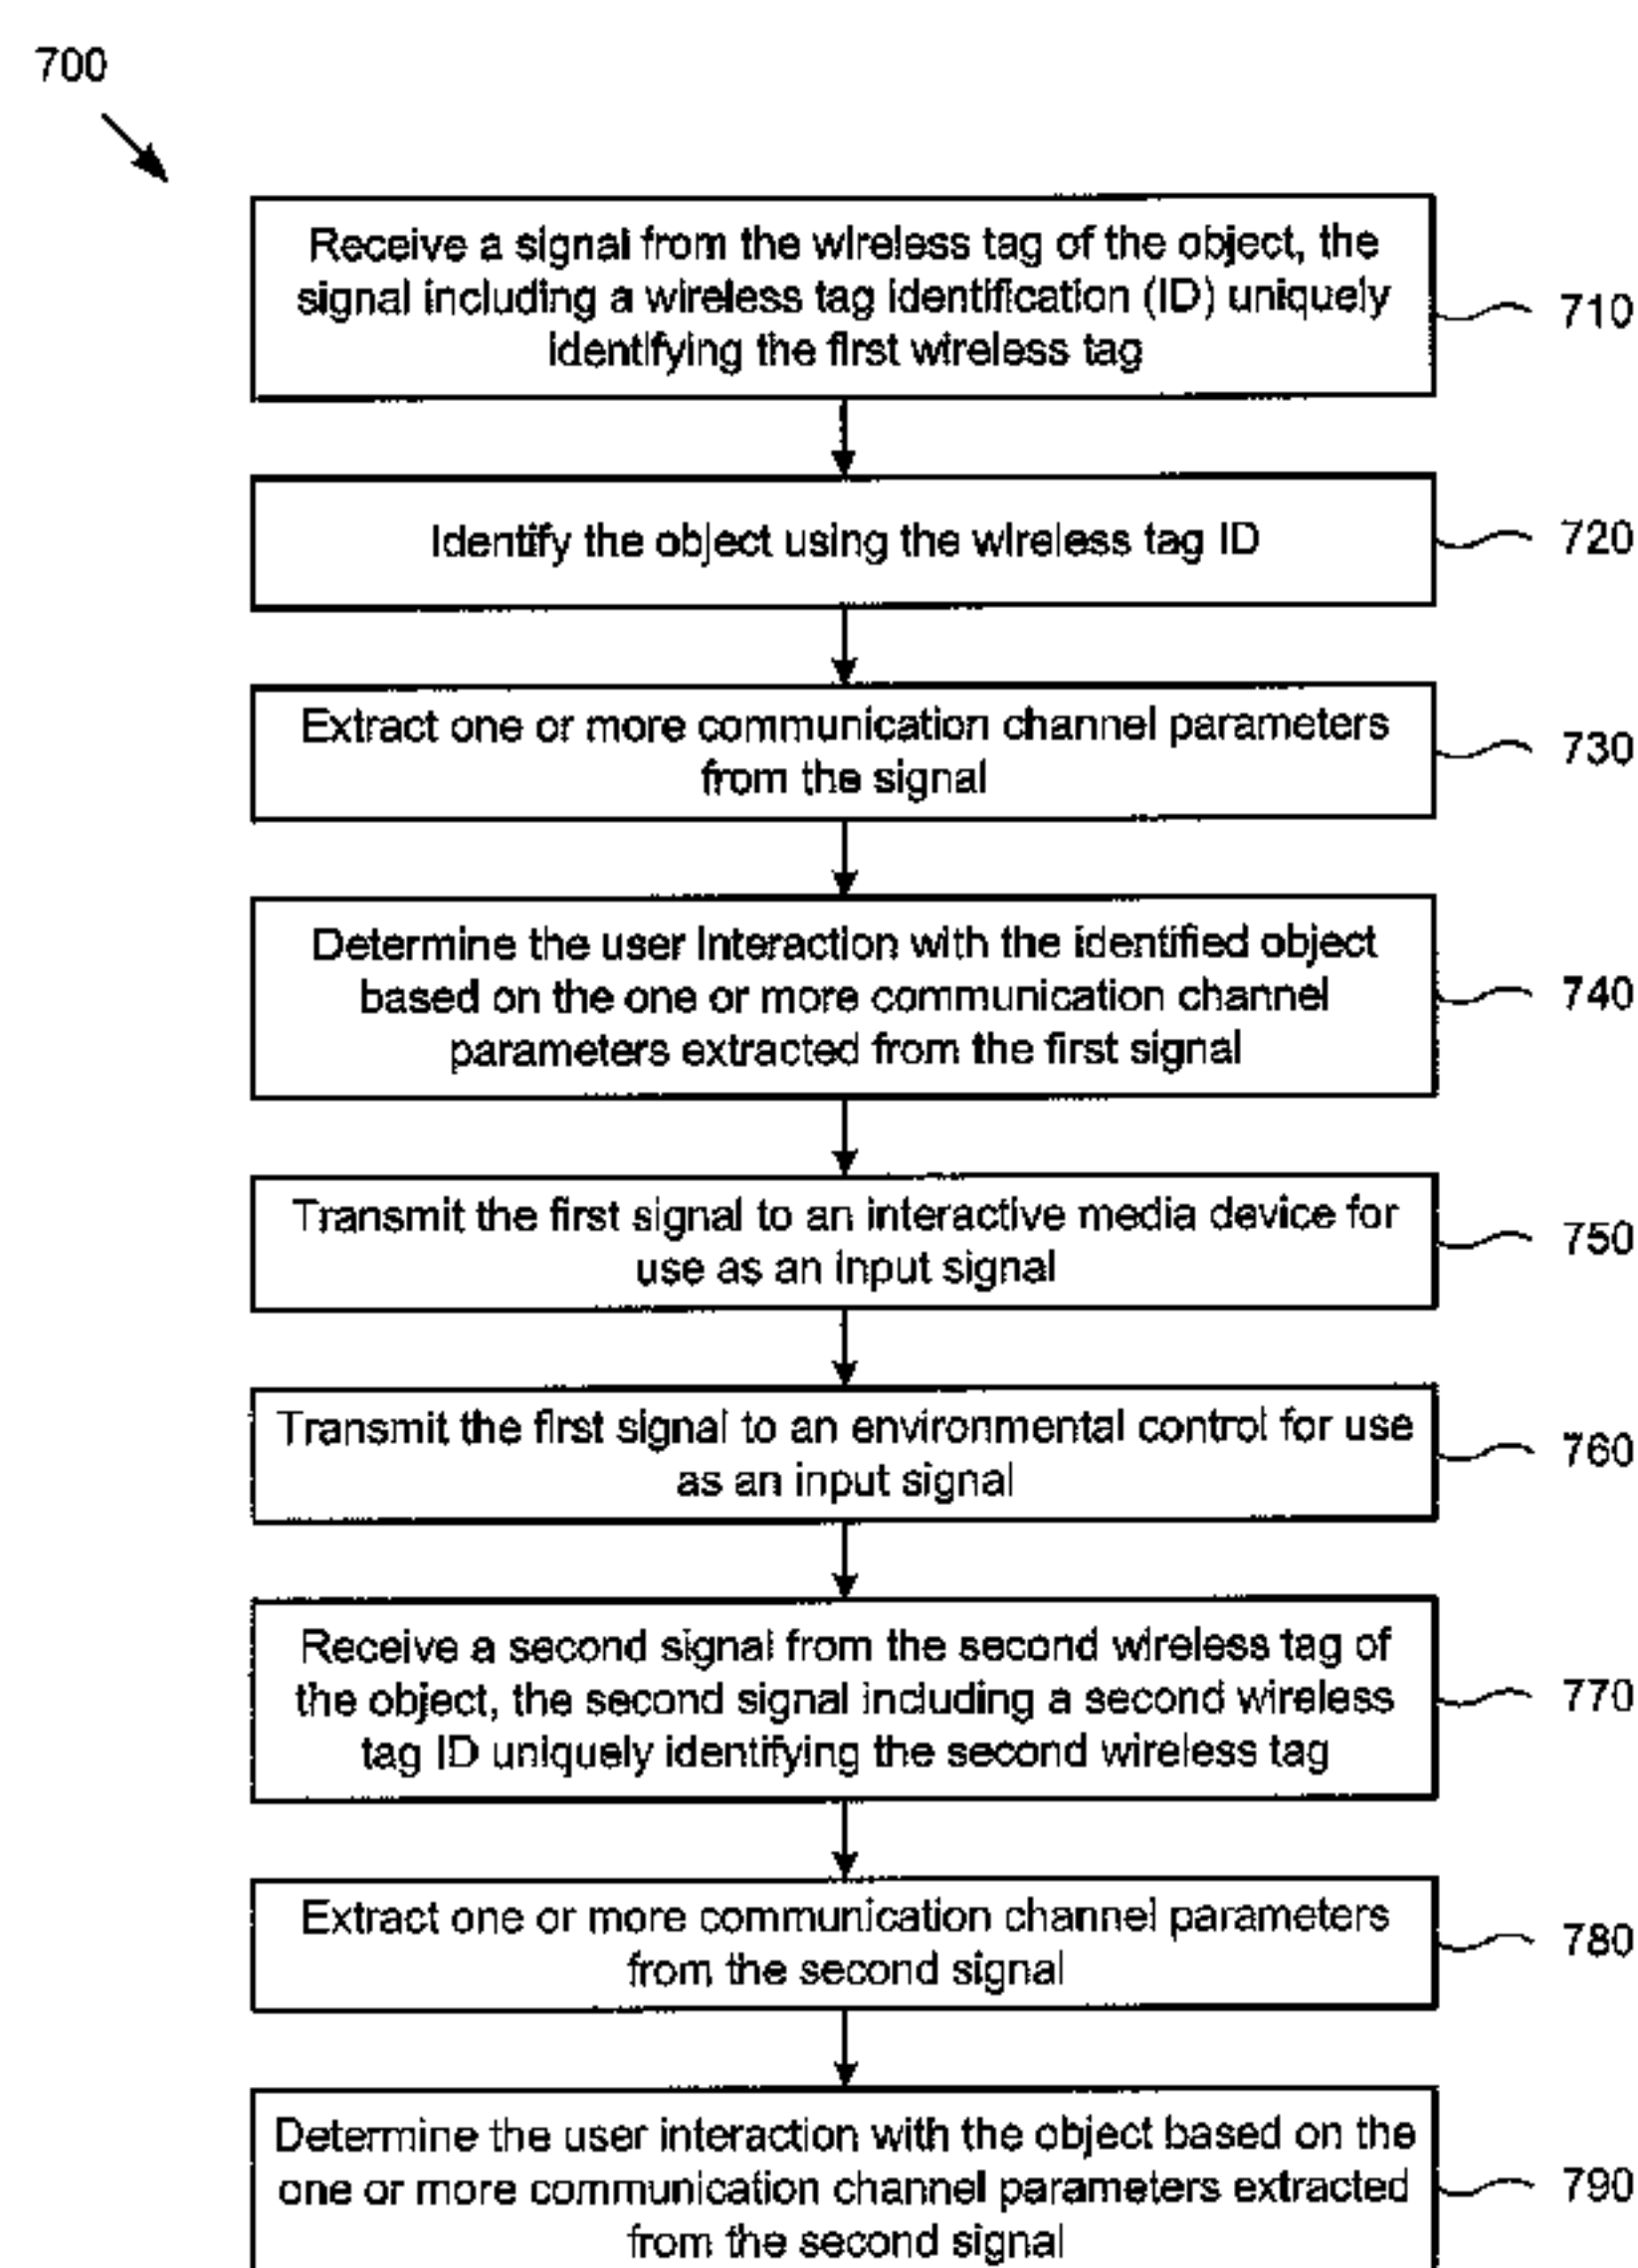 700
Receive a signal from the wireless tag of the object, the
signal including a wireless tag identification (ID) uniquely
identifying the first wireless tag
710
Identify the object using the wireless tag ID
720
Extract one or more communication channel parameters
from the signal
730
Determine the user interaction with the identified object
based on the one or more communication channel
parameters extracted from the first signal
740
Transmit the first signal to an interactive media device for
use as an input signal
750
Transmit the first signal to an environmental control for use
as an input signal
760
Receive a second signal from the second wireless tag of
the object, the second signal including a second wireless
tag ID uniquely identifying the second wireless tag
770
Extract one or more communication channel parameters
from the second signal
780
Determine the user interaction with the object based on the
one or more communication channel parameters extracted
from the second signal
790